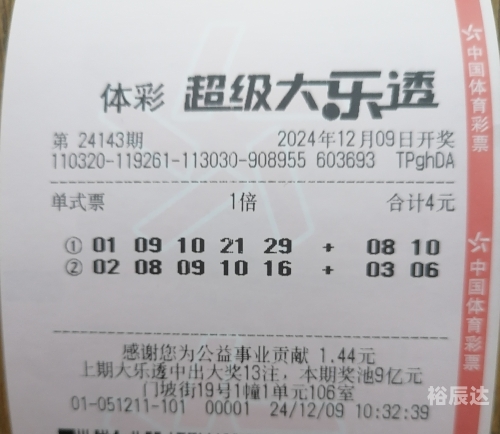 体彩 超级大乐透
第 24143期 2024年12月09日开奖
110320-119261-113030-908955 603693 TPghDA
单式票 1倍 合计4元
① 01 09 10 21 29 + 08 10
② 02 08 09 10 16 + 03 06
感谢您为公益事业贡献 1.44元
上期大乐透中出大奖13注，本期奖池9亿元
门坡街19号1幢1单元106室
01-051211-101 00001 24/12/09 10:32:39
中国体育彩票
中国体育彩票
裕辰达